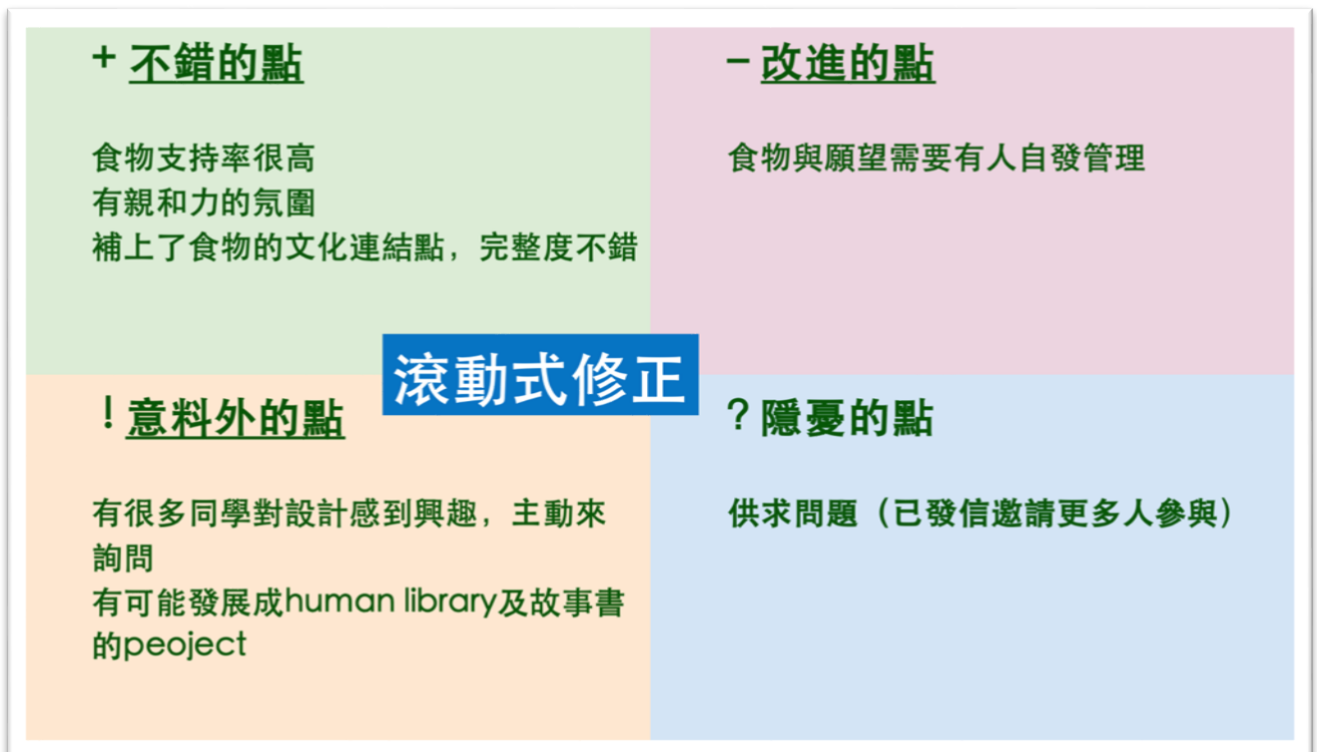 + 不錯的點
食物支持率很高
有親和力的氛圍
補上了食物的文化連結點，完整度不錯
– 改進的點
食物與願望需要有人自發管理
滾動式修正
! 意料外的點
有很多同學對設計感到興趣，主動來
詢問
有可能發展成human library及故事書
的peoject
? 隱憂的點
供求問題（已發信邀請更多人參與）